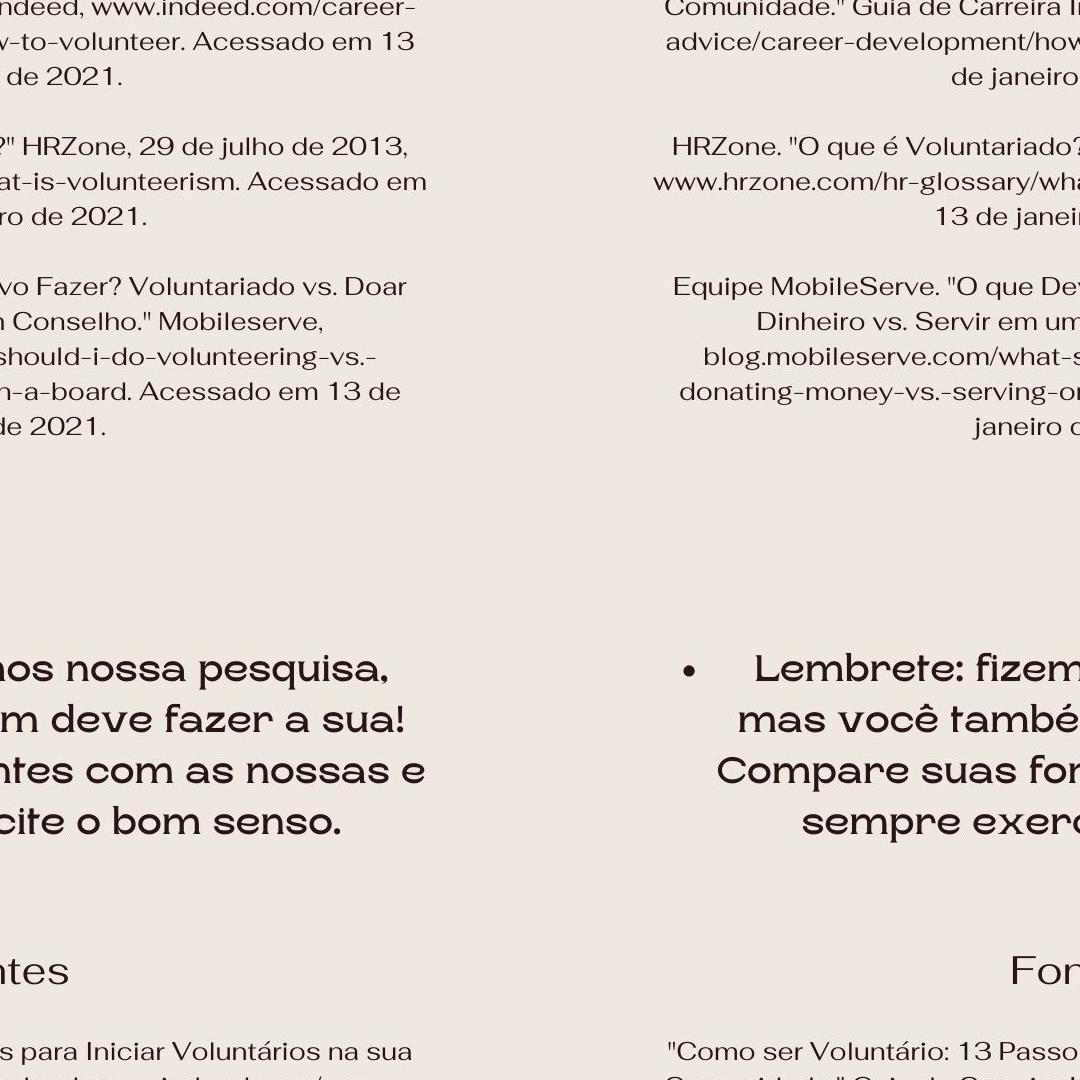 ndeed, www.indeed.com/career-
w-to-volunteer. Acessado em 13
de 2021.
?" HRZone, 29 de julho de 2013,
at-is-volunteerism. Acessado em
ro de 2021.
vo Fazer? Voluntariado vs. Doar
Conselho." Mobileserve,
should-i-do-volunteering-vs.-
n-a-board. Acessado em 13 de
de 2021.
nos nossa pesquisa,
m deve fazer a sua!
ntes com as nossas e
cite o bom senso.
ntes
s para Iniciar Voluntários na sua
Comunidade." Guia de Carreira I
advice/career-development/how
de janeiro
HRZone. "O que é Voluntariado?
www.hrzone.com/hr-glossary/wha
13 de janei
Equipe MobileServe. "O que De
Dinheiro vs. Servir em um
blog.mobileserve.com/what-s
donating-money-vs.-serving-on
janeiro d
• Lembrete: fizem
mas você també
Compare suas fon
sempre exerc
Fon
"Como ser Voluntário: 13 Passo